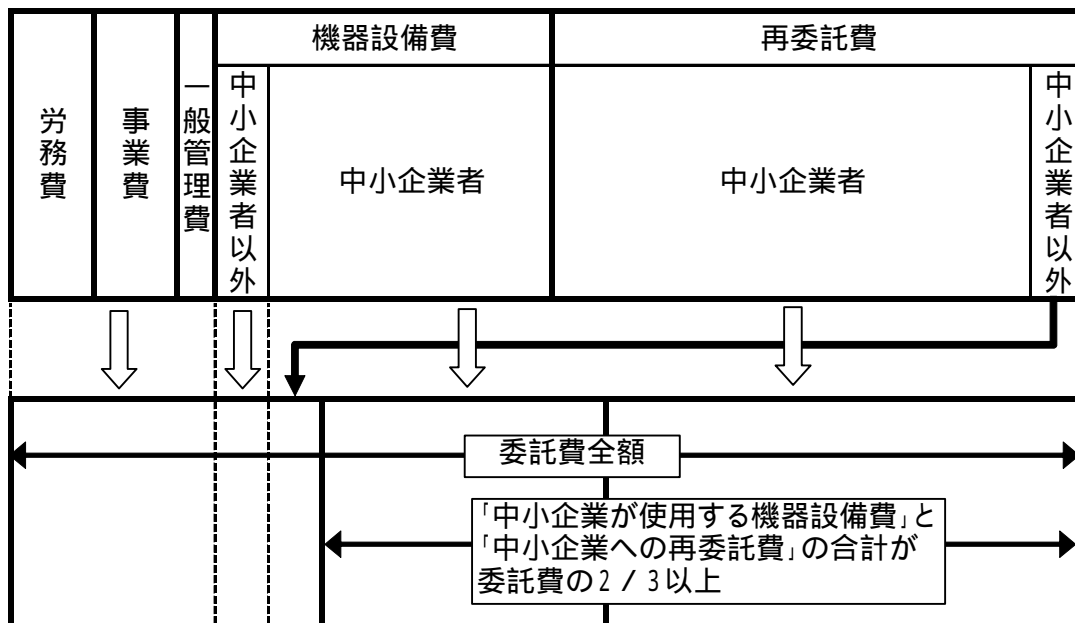 機器設備費
再委託費
労務費
事業費
一般管理費
中小企業者以外
中小企業者
中小企業者
中小企業者以外
委託費全額
「中小企業が使用する機器設備費」と
「中小企業への再委託費」の合計が
委託費の2／3以上